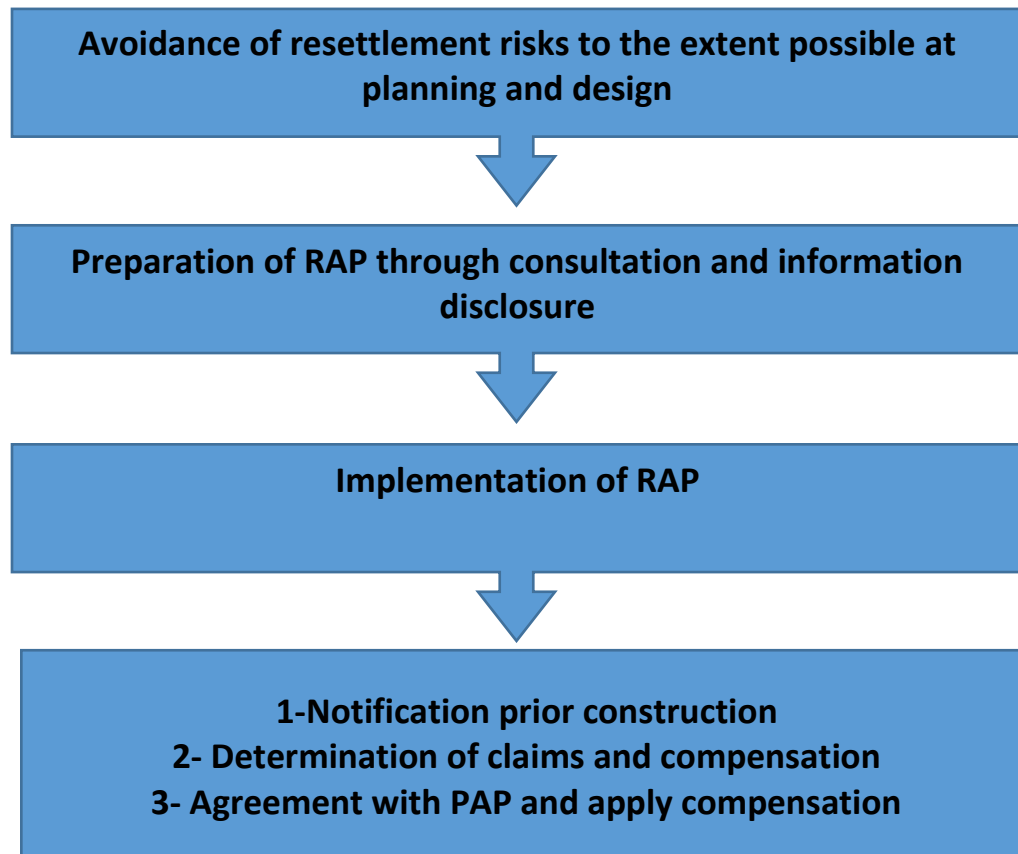 Avoidance of resettlement risks to the extent possible at
planning and design
Preparation of RAP through consultation and information
disclosure
Implementation of RAP
1-Notification prior construction
2- Determination of claims and compensation
3- Agreement with PAP and apply compensation